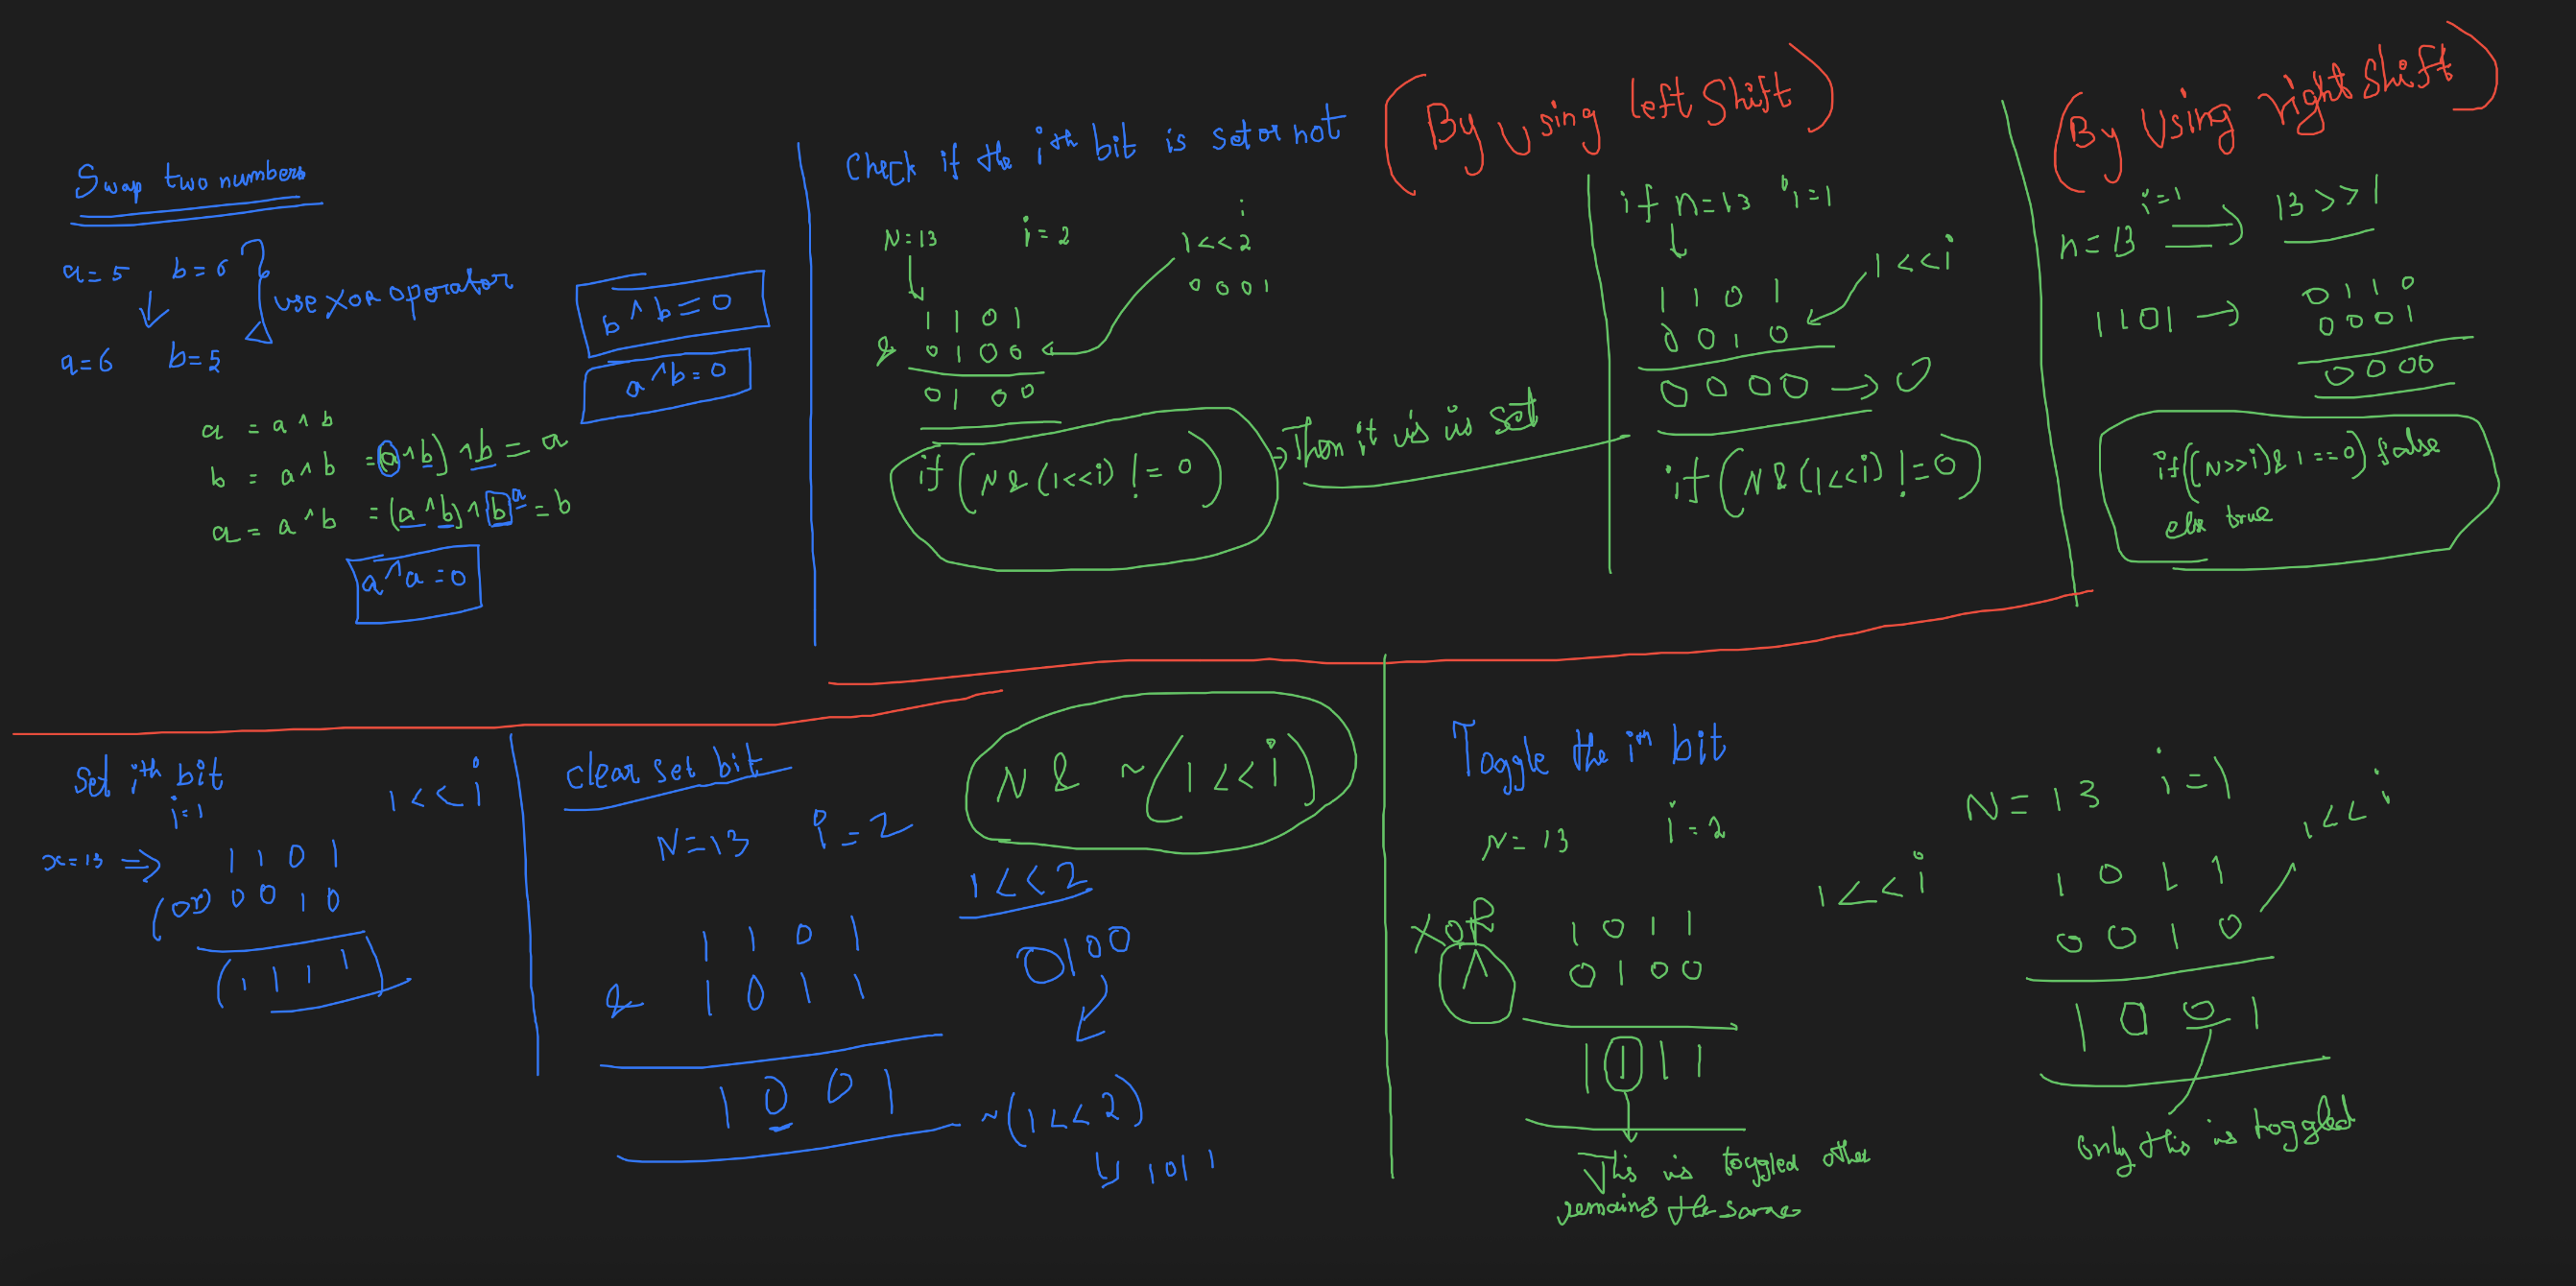 Swap two numbers
a=5 b=6
use XOR operator
a=6 b=5
b^b=0
a^b=0
a = a^b
b = a^b =(a^b)^b = a
a = a^b =(a^b)^b a = b
a^a=0
Check if the ith bit is set or not (By Using left Shift)
N=13 i=2 i
1<<2
0001
1101
& 0100
0100
if (N&(1<<i) != 0) => Then it is is set
if n=13 i=1
1<<i
1101
0010
0000 → 0
if (N&(1<<i) != 0)
(By Using right Shift)
n=13 i=1 => 13>>1
1101 → 0110
0001
0000
if((N>>i)&1==0) false
else true
Set ith bit
i=1
1<<i
x=13 => 1101
(or) 0010
(1111)
clear set bit
N & ~(1<<i)
N=13 i=2
1<<2
1101 0100
& 1011
1001
~(1<<2)
↳ 1011
Toggle the ith bit
N=13 i=2
1<<i
XOR 1011
^ 0100
1111
This is toggled other
remains the same
N=13 i=1
1<<i
1011
0010
1001
only this is toggled